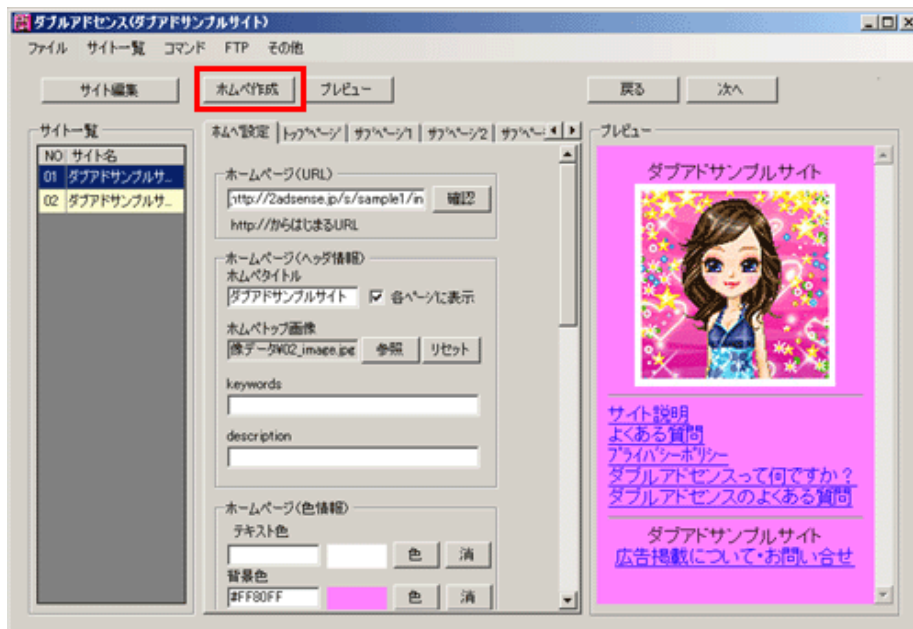 ダブルアドセンス(ダブアドサンプルサイト)
ファイル サイト一覧 コマンド FTP その他
サイト編集 ホムペ作成 プレビュー 戻る 次へ
サイト一覧
NO サイト名
01 ダブアドサンプルサ...
02 ダブアドサンプルサ...
ホムペ設定 トップページ サブページ1 サブページ2 サブペー
ホームページ(URL)
http://2adsense.jp/s/sample1/in 確認
http://からはじまるURL
ホームページ(ヘッダ情報)
ホムペタイトル
ダブアドサンプルサイト 各ページに表示
ホムペトップ画像
像データ¥02_image.jpg 参照 リセット
keywords
description
ホームページ(色情報)
テキスト色
色 消
背景色
#FF80FF 色 消
プレビュー
ダブアドサンプルサイト
サイト説明
よくある質問
プライバシーポリシー
ダブルアドセンスって何ですか?
ダブルアドセンスのよくある質問
ダブアドサンプルサイト
広告掲載について・お問い合せ